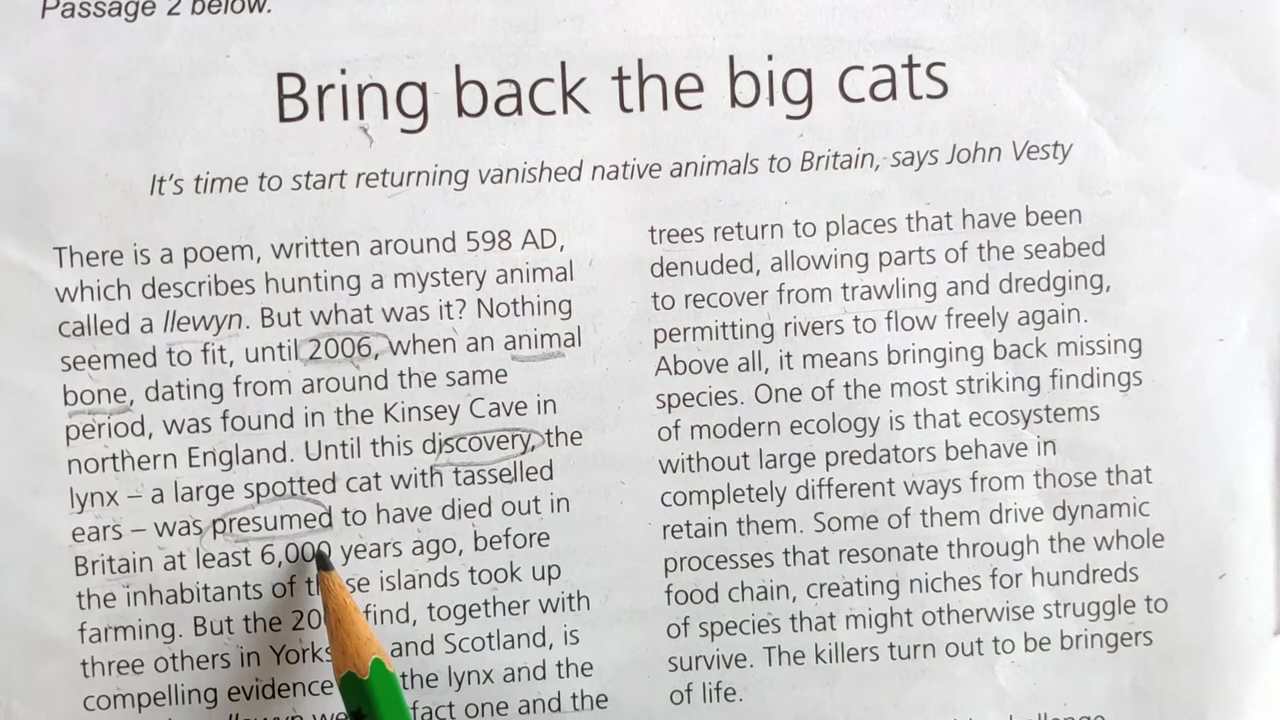 Passage 2 below.
Bring back the big cats
It's time to start returning vanished native animals to Britain, says John Vesty
There is a poem, written around 598 AD,
which describes hunting a mystery animal
called a llewyn. But what was it? Nothing
seemed to fit, until 2006, when an animal
bone, dating from around the same
period, was found in the Kinsey Cave in
northern England. Until this discovery, the
lynx – a large spotted cat with tasselled
ears – was presumed to have died out in
Britain at least 6,000 years ago, before
the inhabitants of these islands took up
farming. But the 20 find, together with
three others in Yorks and Scotland, is
compelling evidence the lynx and the
llewyn we fact one and the
trees return to places that have been
denuded, allowing parts of the seabed
to recover from trawling and dredging,
permitting rivers to flow freely again.
Above all, it means bringing back missing
species. One of the most striking findings
of modern ecology is that ecosystems
without large predators behave in
completely different ways from those that
retain them. Some of them drive dynamic
processes that resonate through the whole
food chain, creating niches for hundreds
of species that might otherwise struggle to
survive. The killers turn out to be bringers
of life.